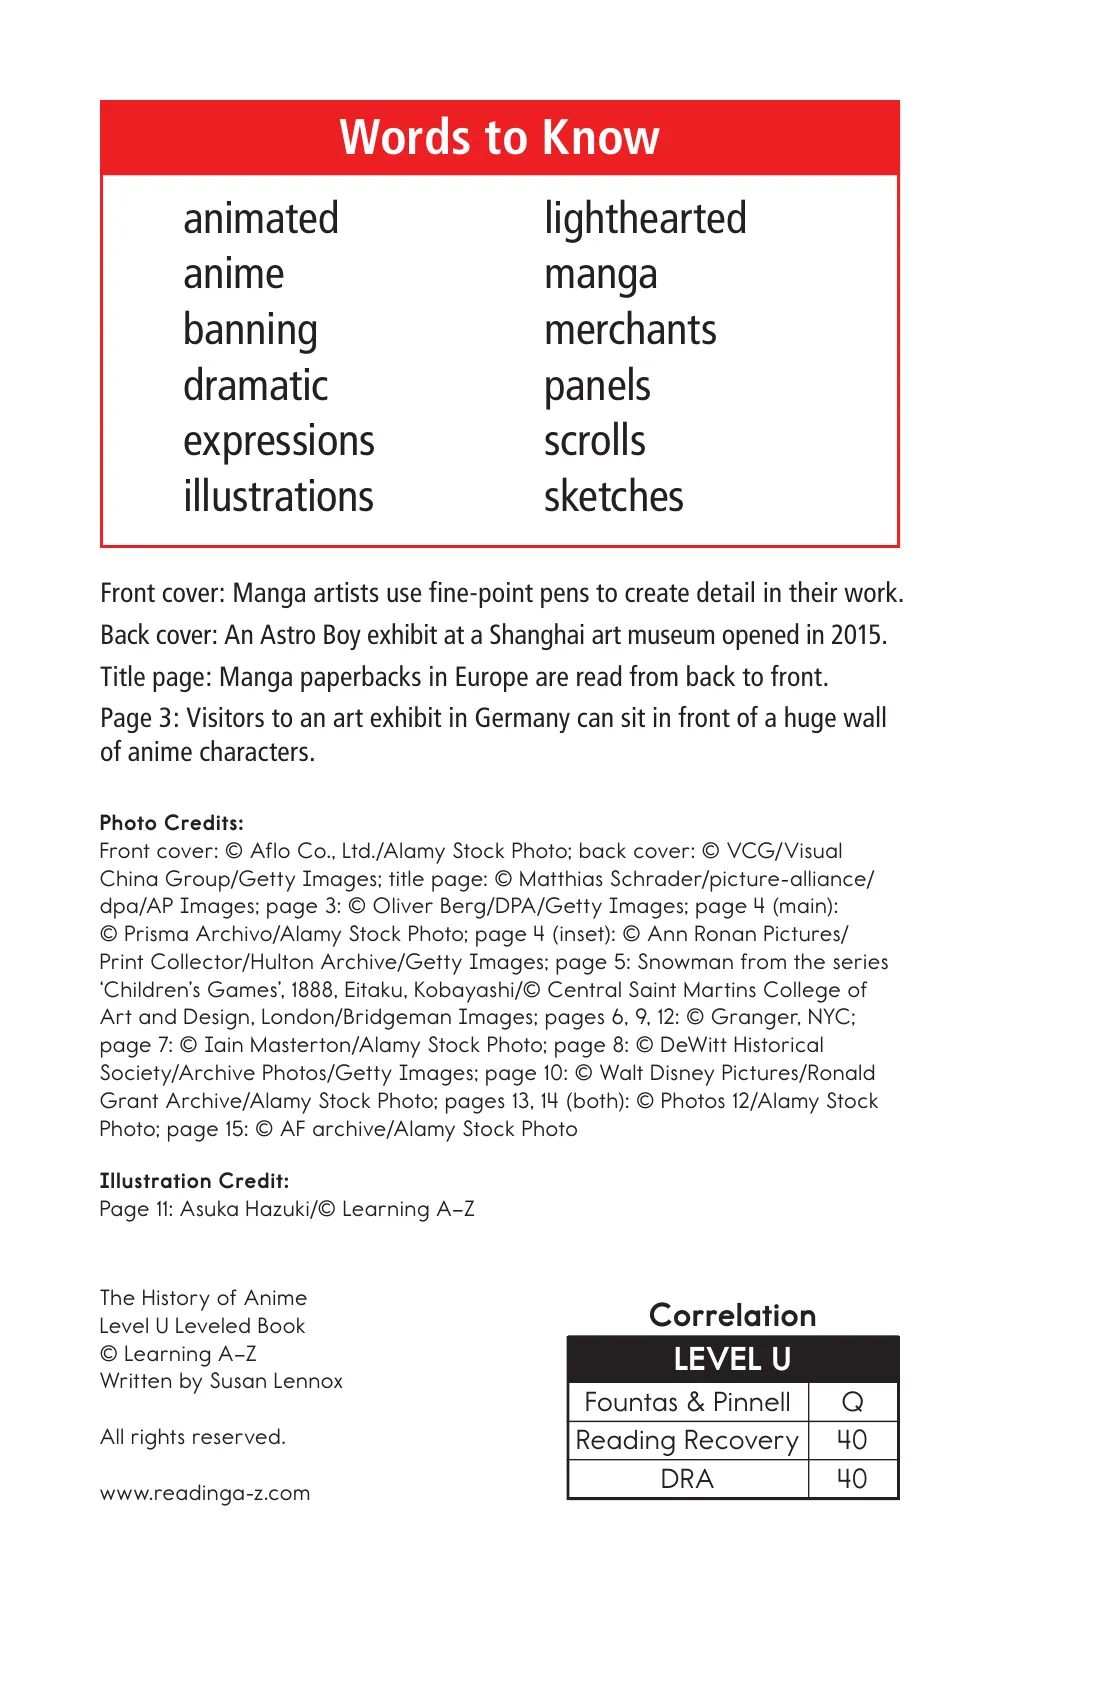 Words to Know
animated
anime
banning
dramatic
expressions
illustrations
lighthearted
manga
merchants
panels
scrolls
sketches
Front cover: Manga artists use fine-point pens to create detail in their work.
Back cover: An Astro Boy exhibit at a Shanghai art museum opened in 2015.
Title page: Manga paperbacks in Europe are read from back to front.
Page 3: Visitors to an art exhibit in Germany can sit in front of a huge wall
of anime characters.
Photo Credits:
Front cover: © Aflo Co., Ltd./Alamy Stock Photo; back cover: © VCG/Visual
China Group/Getty Images; title page: © Matthias Schrader/picture-alliance/
dpa/AP Images; page 3: © Oliver Berg/DPA/Getty Images; page 4 (main):
© Prisma Archivo/Alamy Stock Photo; page 4 (inset): © Ann Ronan Pictures/
Print Collector/Hulton Archive/Getty Images; page 5: Snowman from the series
‘Children’s Games’, 1888, Eitaku, Kobayashi/© Central Saint Martins College of
Art and Design, London/Bridgeman Images; pages 6, 9, 12: © Granger, NYC;
page 7: © Iain Masterton/Alamy Stock Photo; page 8: © DeWitt Historical
Society/Archive Photos/Getty Images; page 10: © Walt Disney Pictures/Ronald
Grant Archive/Alamy Stock Photo; pages 13, 14 (both): © Photos 12/Alamy Stock
Photo; page 15: © AF archive/Alamy Stock Photo
Illustration Credit:
Page 11: Asuka Hazuki/© Learning A–Z
The History of Anime
Level U Leveled Book
© Learning A–Z
Written by Susan Lennox
All rights reserved.
www.readinga-z.com
Correlation
LEVEL U
Fountas & Pinnell Q
Reading Recovery 40
DRA 40